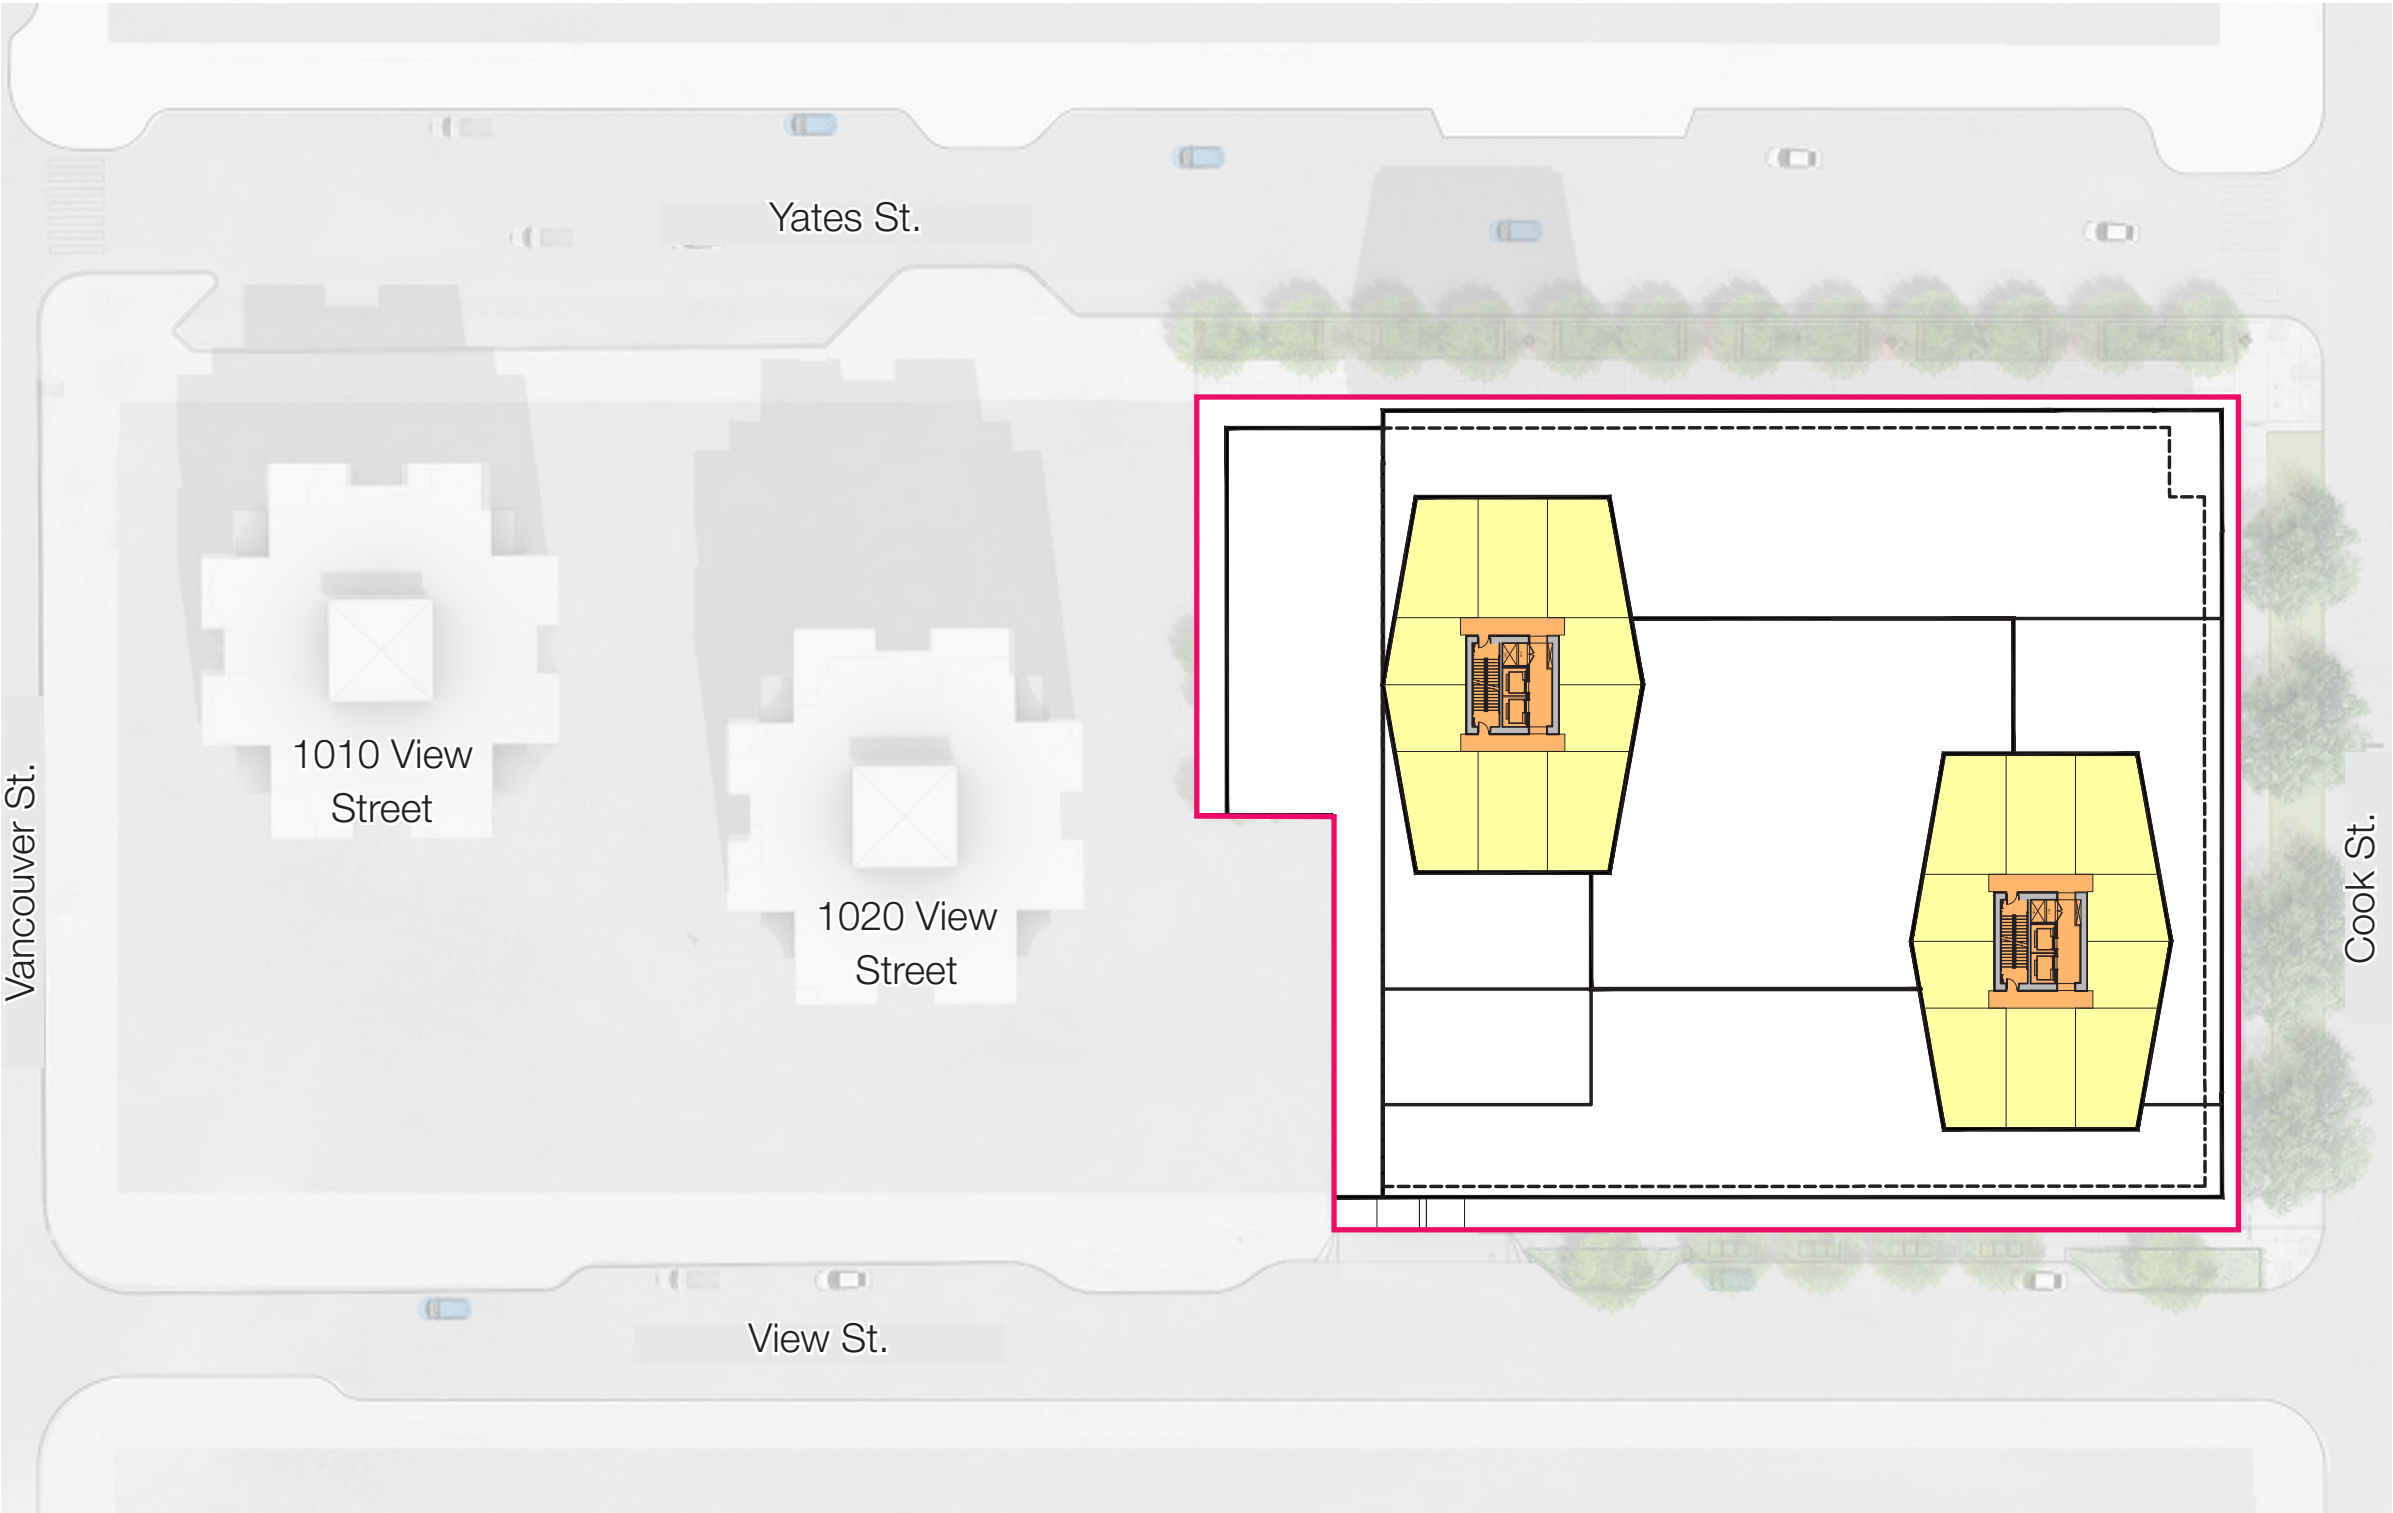 Yates St.
1010 View
Street
1020 View
Street
Vancouver St.
Cook St.
View St.